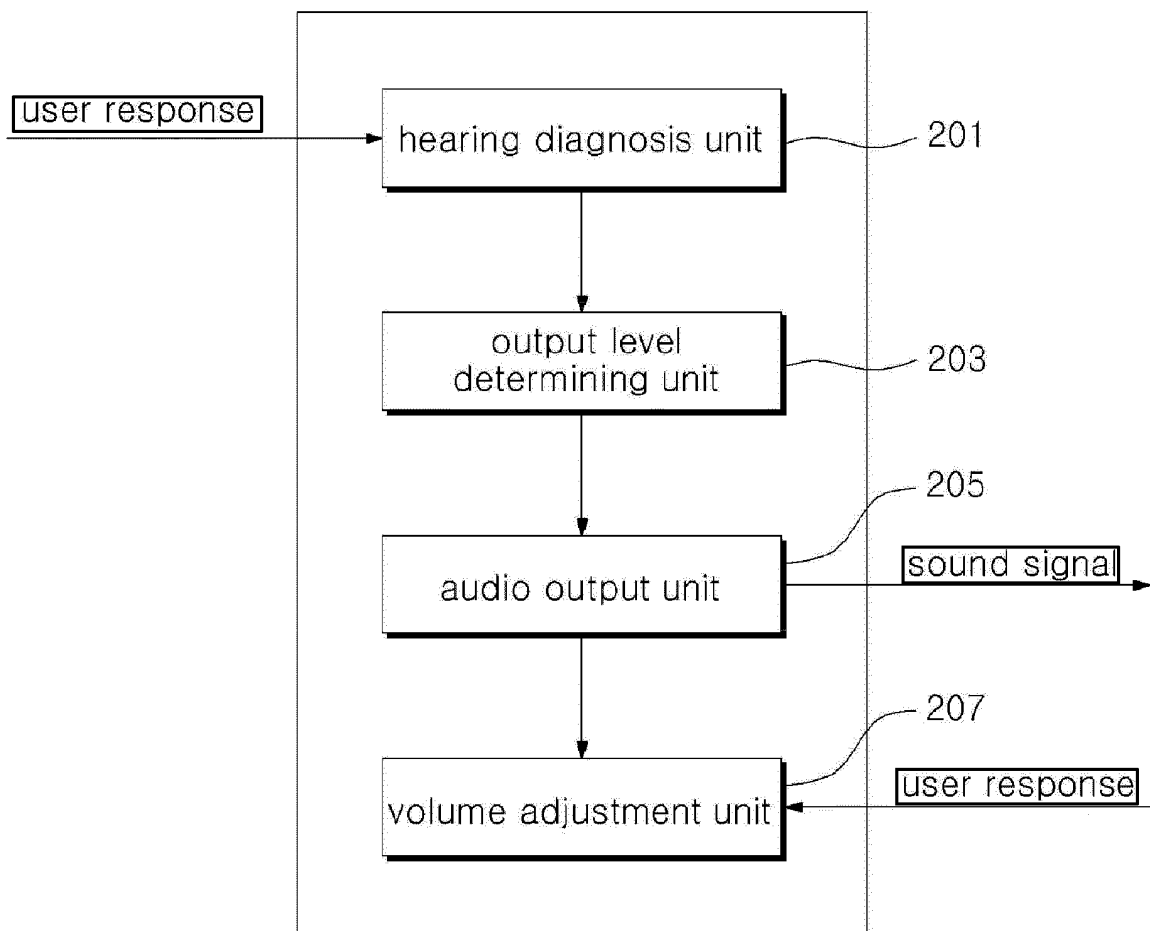 user response
hearing diagnosis unit
201
output level
determining unit
203
205
audio output unit
sound signal
207
volume adjustment unit
user response